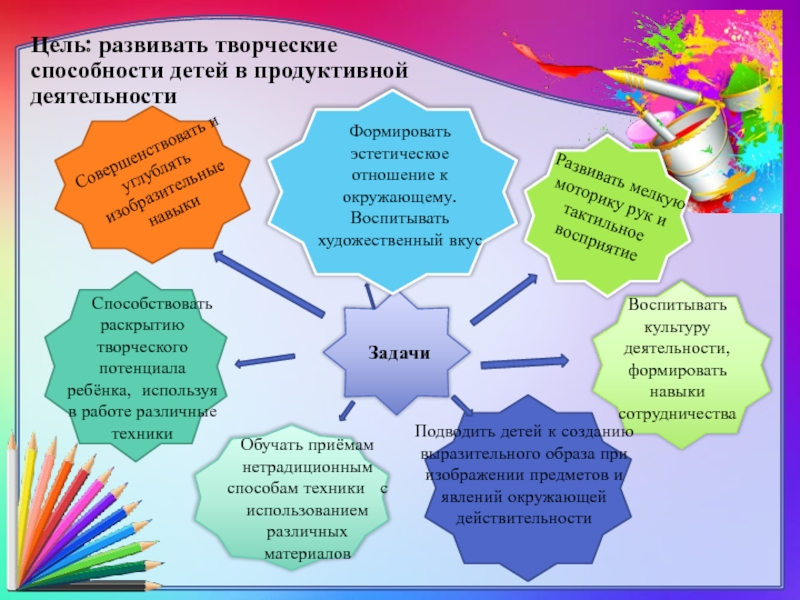 Цель: развивать творческие
способности детей в продуктивной
деятельности
Совершенствовать и
углублять
изобразительные
навыки
Формировать
эстетическое
отношение к
окружающему.
Воспитывать
художественный вкус
Развивать мелкую
моторику рук и
тактильное
восприятие
Способствовать
раскрытию
творческого
потенциала
ребёнка, используя
в работе различные
техники
Задачи
Воспитывать
культуру
деятельности,
формировать
навыки
сотрудничества
Обучать приёмам
нетрадиционным
способам техники с
использованием
различных
материалов
Подводить детей к созданию
выразительного образа при
изображении предметов и
явлений окружающей
действительности